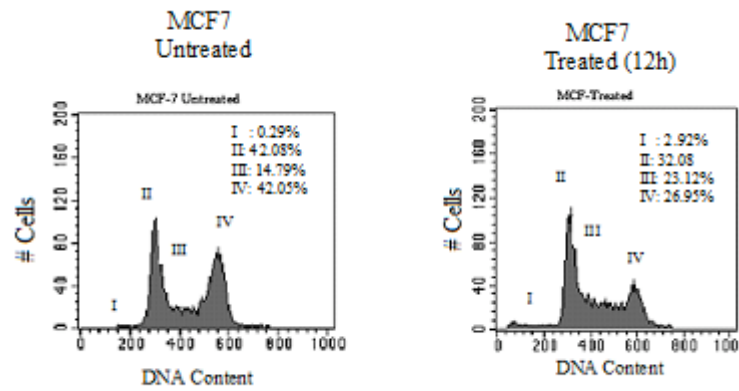 MCF7
Untreated
MCF-7 Untreated
I : 0.29%
II: 42.08%
III: 14.79%
IV: 42.05%
II
IV
III
I
# Cells
200
160
120
80
40
0
0 200 400 600 800 1000
DNA Content
MCF7
Treated (12h)
MCF-Treated
I : 2.92%
II: 32.08
III: 23.12%
IV: 26.95%
II
III
IV
I
# Cells
200
160
120
80
40
0
0 200 400 600 800 100
DNA Content